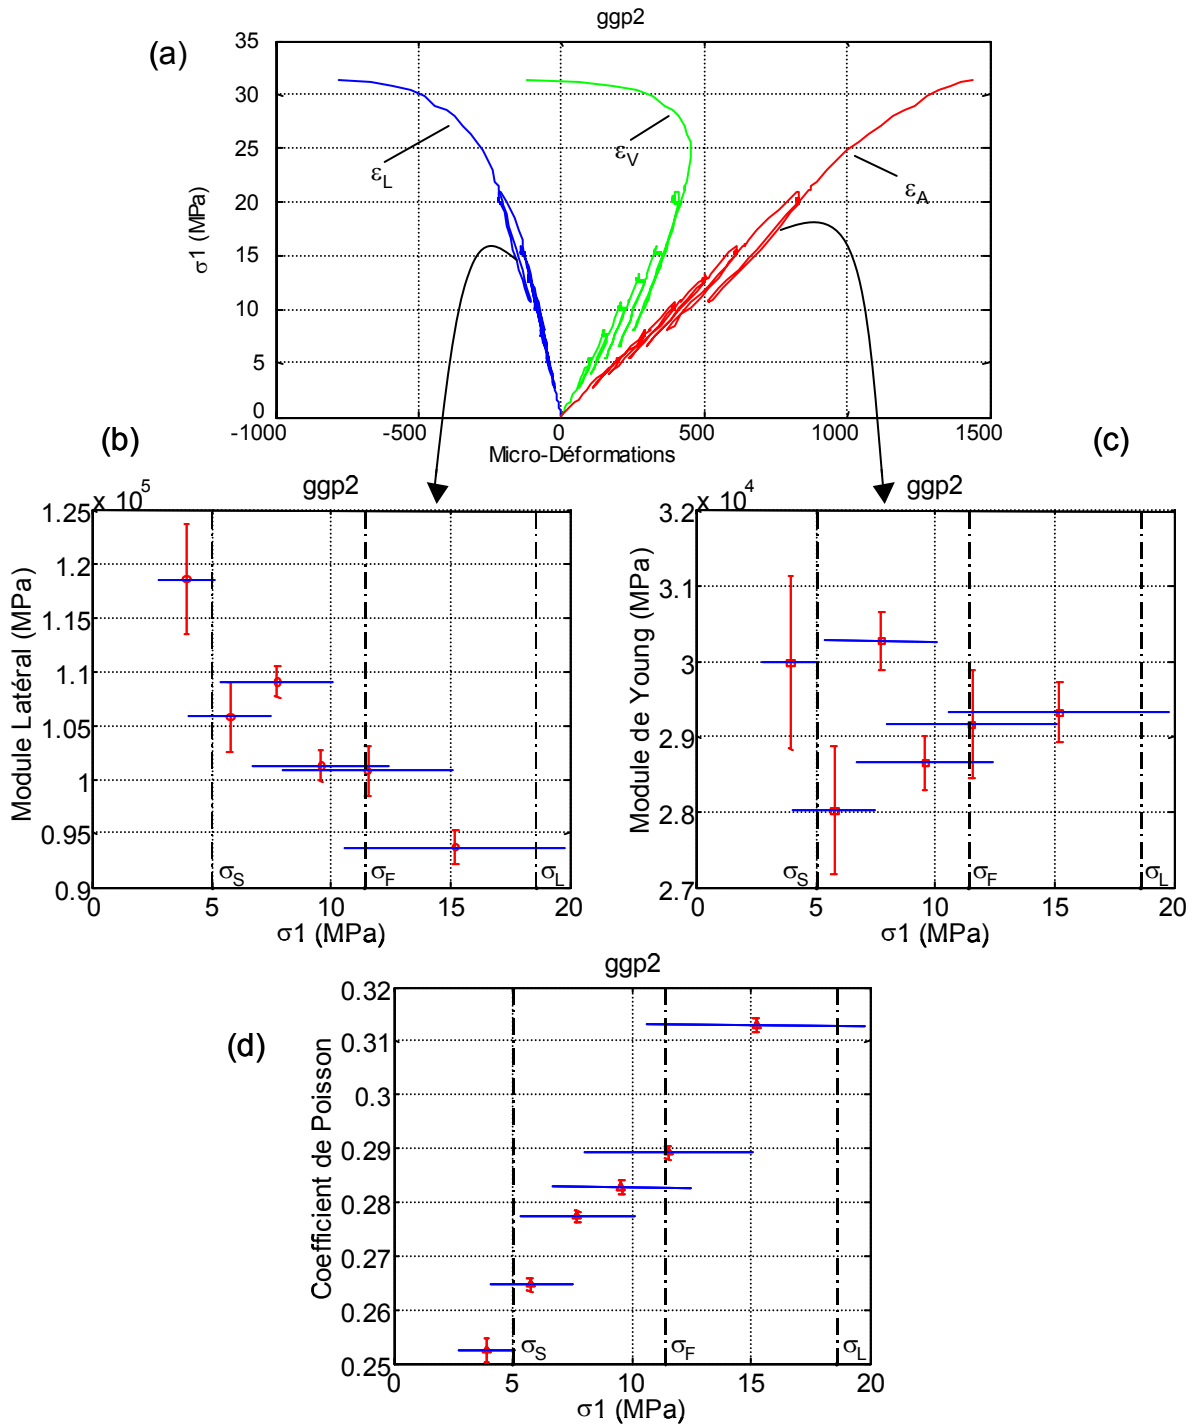 ggp2
(a)
35
30
25
20
15
10
5
0
σ1 (MPa)
εL
εV
εA
-1000 -500 0 500 1000 1500
Micro-Déformations
(b)
ggp2
x 10^5
1.25
1.2
1.15
1.1
1.05
1
0.95
0.9
Module Latéral (MPa)
σS σF σL
0 5 10 15 20
σ1 (MPa)
(c)
ggp2
x 10^4
3.2
3.1
3
2.9
2.8
2.7
Module de Young (MPa)
σS σF σL
0 5 10 15 20
σ1 (MPa)
ggp2
(d)
0.32
0.31
0.3
0.29
0.28
0.27
0.26
0.25
Coefficient de Poisson
σS σF σL
0 5 10 15 20
σ1 (MPa)